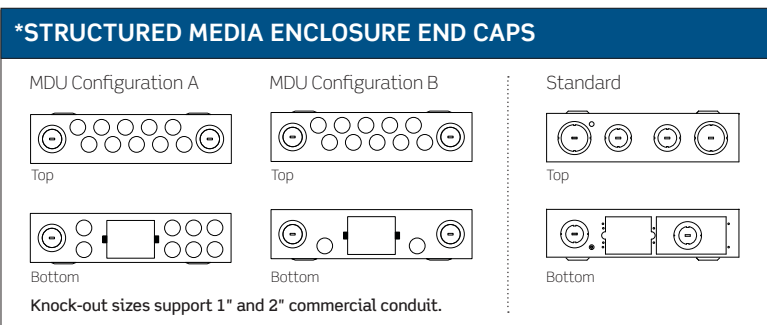 *STRUCTURED MEDIA ENCLOSURE END CAPS
MDU Configuration A
MDU Configuration B
Standard
Top
Top
Top
Bottom
Bottom
Bottom
Knock-out sizes support 1" and 2" commercial conduit.